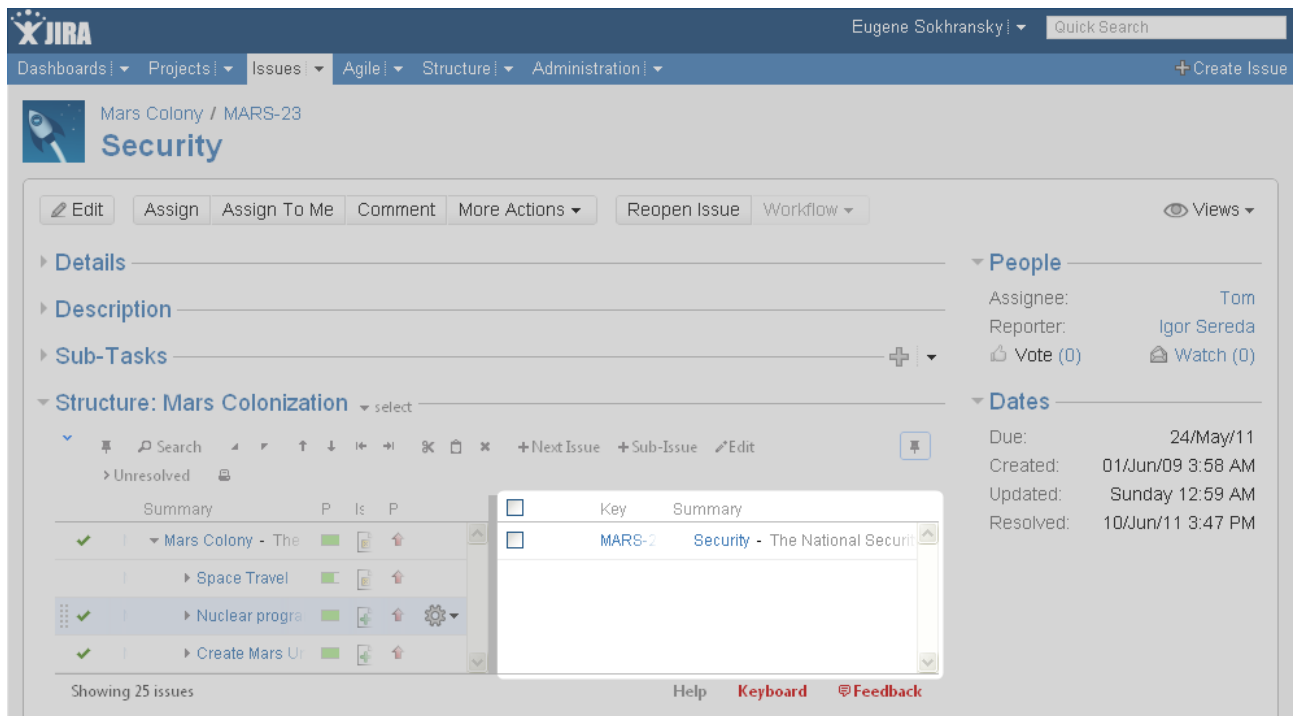 JIRA
Eugene Sokhransky Quick Search
Dashboards Projects Issues Agile Structure Administration + Create Issue
Mars Colony / MARS-23
Security
Edit Assign Assign To Me Comment More Actions Reopen Issue Workflow Views
Details
Description
Sub-Tasks
Structure: Mars Colonization select
Search +Next Issue +Sub-Issue Edit
Unresolved
Summary P Is P
Mars Colony - The
Space Travel
Nuclear progra
Create Mars
Showing 25 issues
Key Summary
MARS-2 Security - The National Securit
Help Keyboard Feedback
People
Assignee: Tom
Reporter: Igor Sereda
Vote (0) Watch (0)
Dates
Due: 24/May/11
Created: 01/Jun/09 3:58 AM
Updated: Sunday 12:59 AM
Resolved: 10/Jun/11 3:47 PM